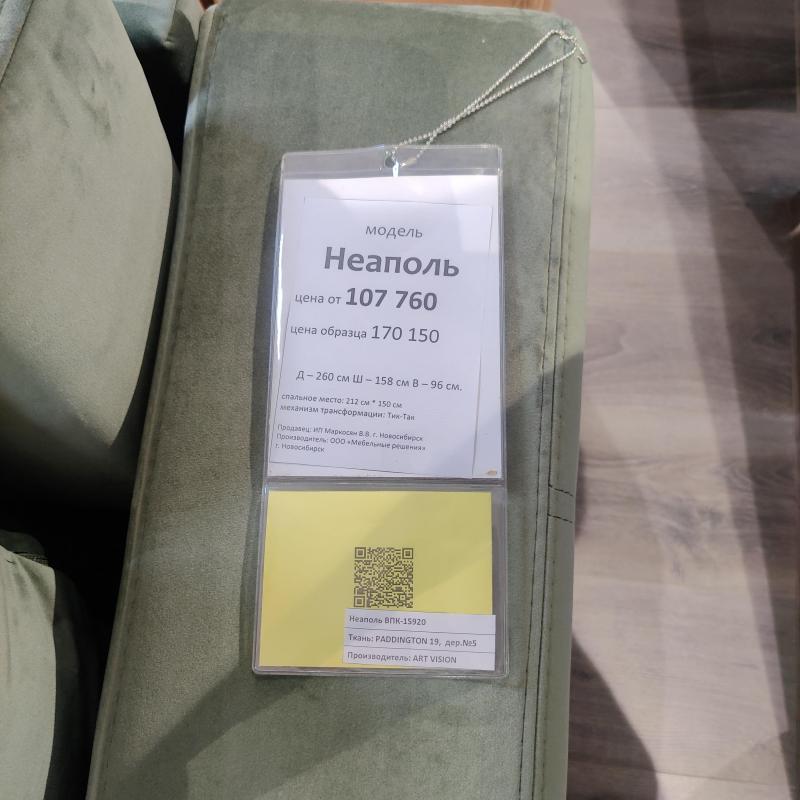 модель
Неаполь
цена от 107 760
цена образца 170 150
Д – 260 см Ш – 158 см В – 96 см.
спальное место: 212 см * 150 см
механизм трансформации: Тик-Так
Продавец: ИП Маркосян В.В. г. Новосибирск
Производитель: ООО «Мебельные решения»
г. Новосибирск
Неаполь ВПК-15920
Ткань: PADDINGTON 19, дер.№5
Производитель: ART VISION